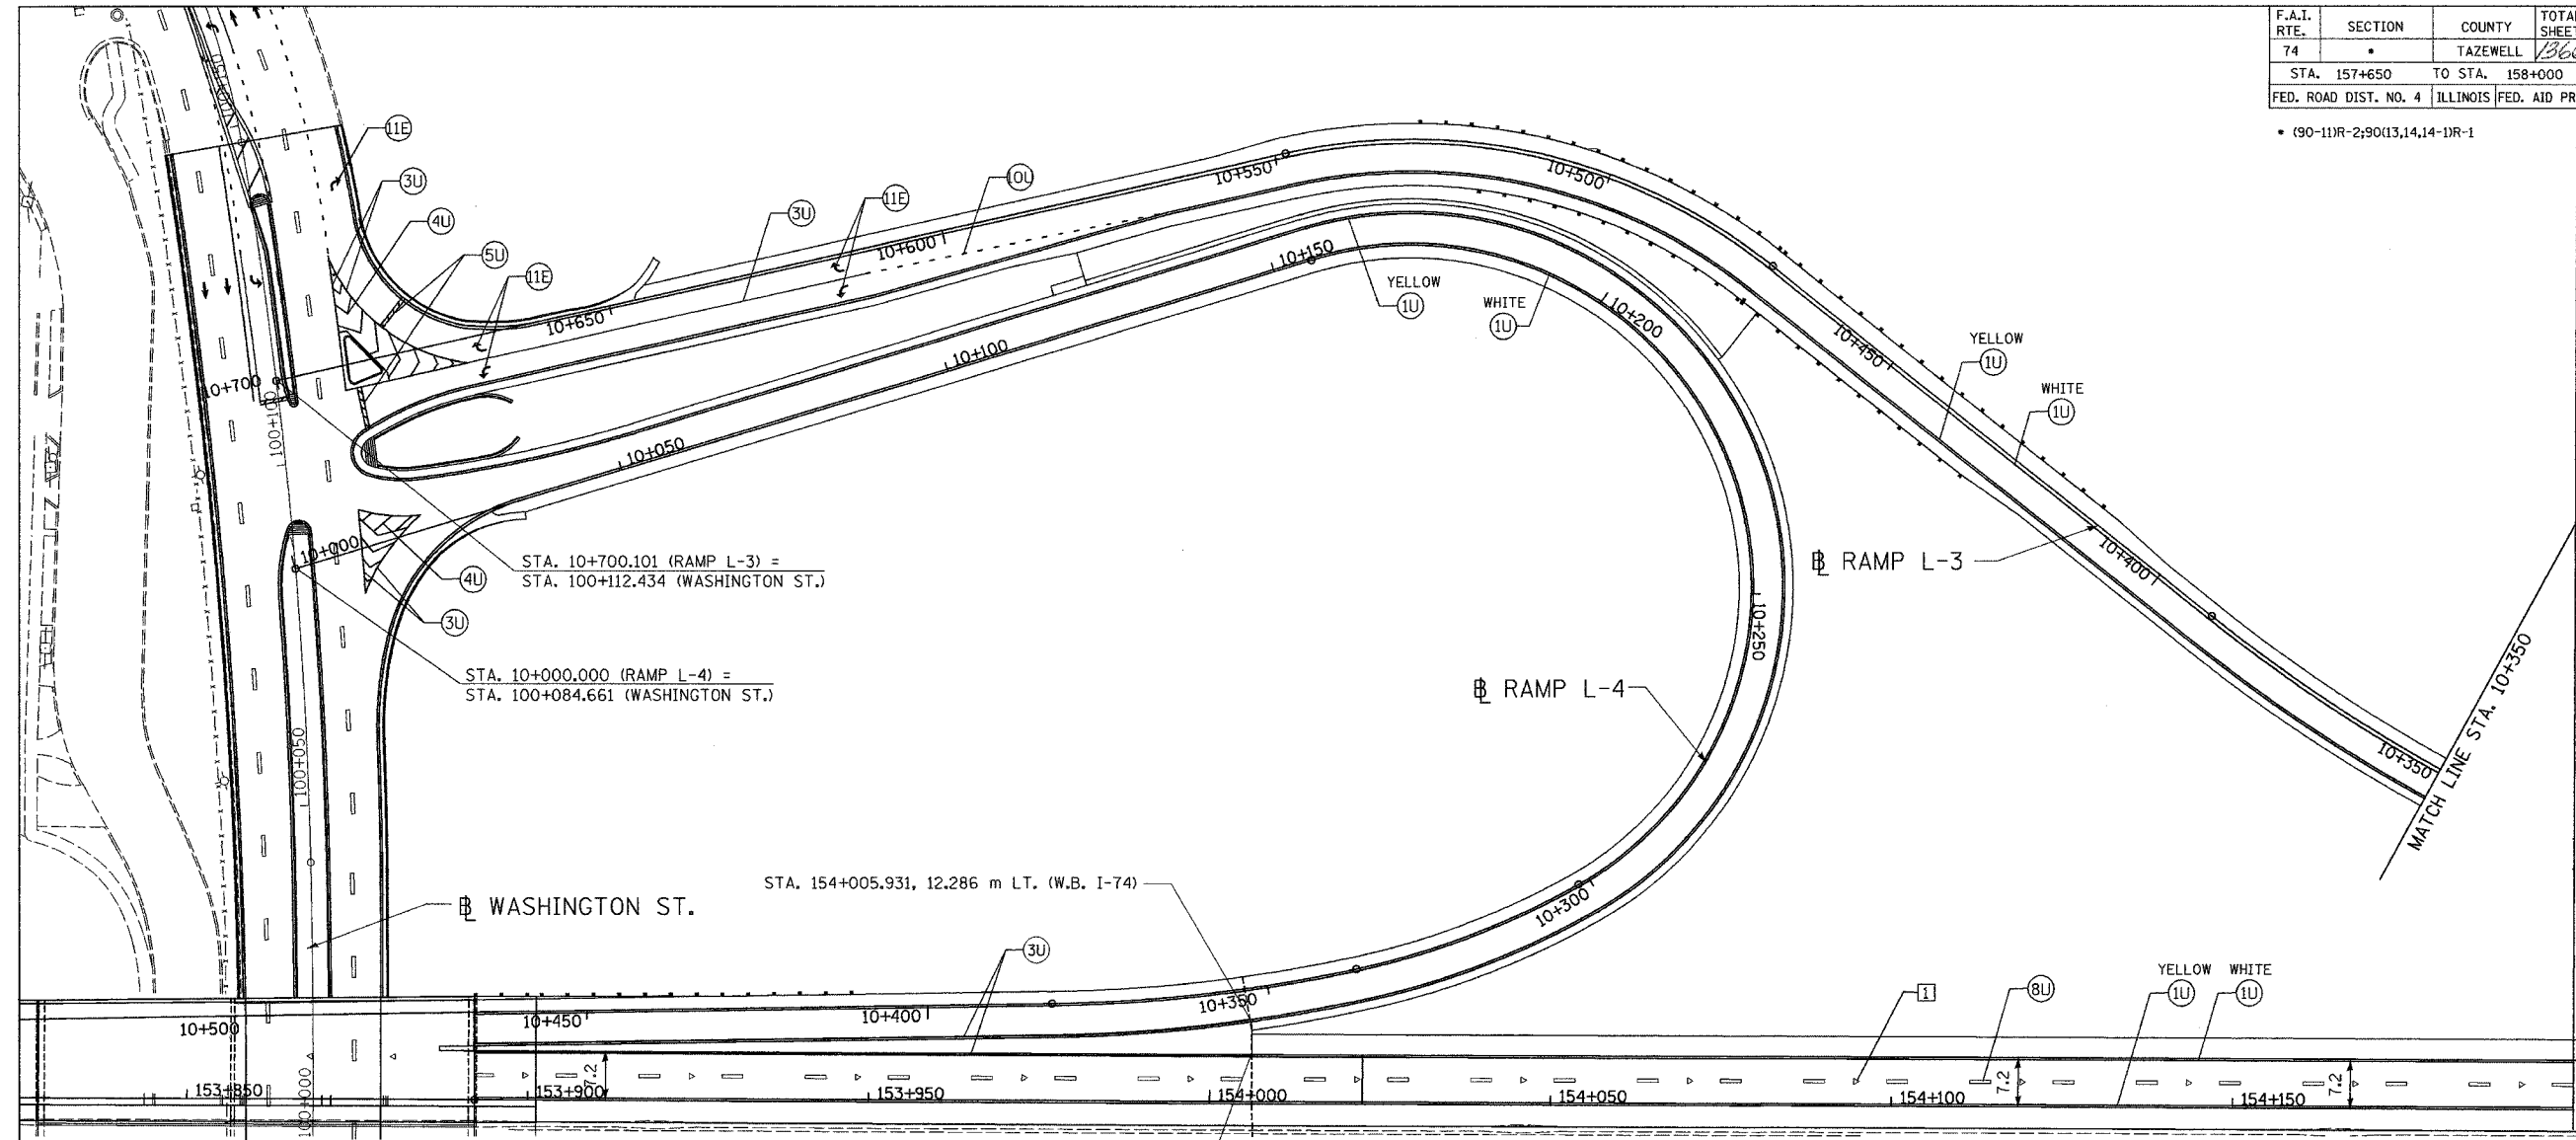 F.A.I. RTE. SECTION COUNTY
74 • TAZEWELL
STA. 157+650 TO STA. 158+000
FED. ROAD DIST. NO. 4 ILLINOIS FED. AID PR
• (90-11)R-2;90(13,14,14-1)R-1
11E
3U
4U
5U
11E
3U
11E
10U
10+650
10+600
10+550
10+500
10+450
10+400
10+350
10+700
100+100
10+000
100+050
100+000
10+050
10+100
10+150
10+200
10+250
10+300
10+350
10+400
10+450
10+500
YELLOW
1U
WHITE
1U
YELLOW
1U
WHITE
1U
4U
3U
STA. 10+700.101 (RAMP L-3) =
STA. 100+112.434 (WASHINGTON ST.)
STA. 10+000.000 (RAMP L-4) =
STA. 100+084.661 (WASHINGTON ST.)
RAMP L-3
RAMP L-4
MATCH LINE STA. 10+350
STA. 154+005.931, 12.286 m LT. (W.B. I-74)
WASHINGTON ST.
3U
1
8U
YELLOW WHITE
1U 1U
7.2
7.2
7.2
153+850
153+900
153+950
154+000
154+050
154+100
154+150